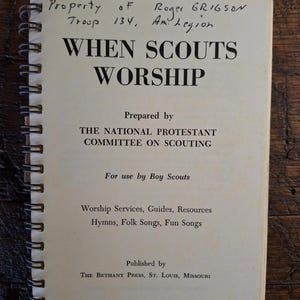 Property of Roger GRIGSON
Troop 134, Am Legion
WHEN SCOUTS
WORSHIP
Prepared by
THE NATIONAL PROTESTANT
COMMITTEE ON SCOUTING
For use by Boy Scouts
Worship Services, Guides, Resources
Hymns, Folk Songs, Fun Songs
Published by
THE BETHANY PRESS, ST. LOUIS, MISSOURI